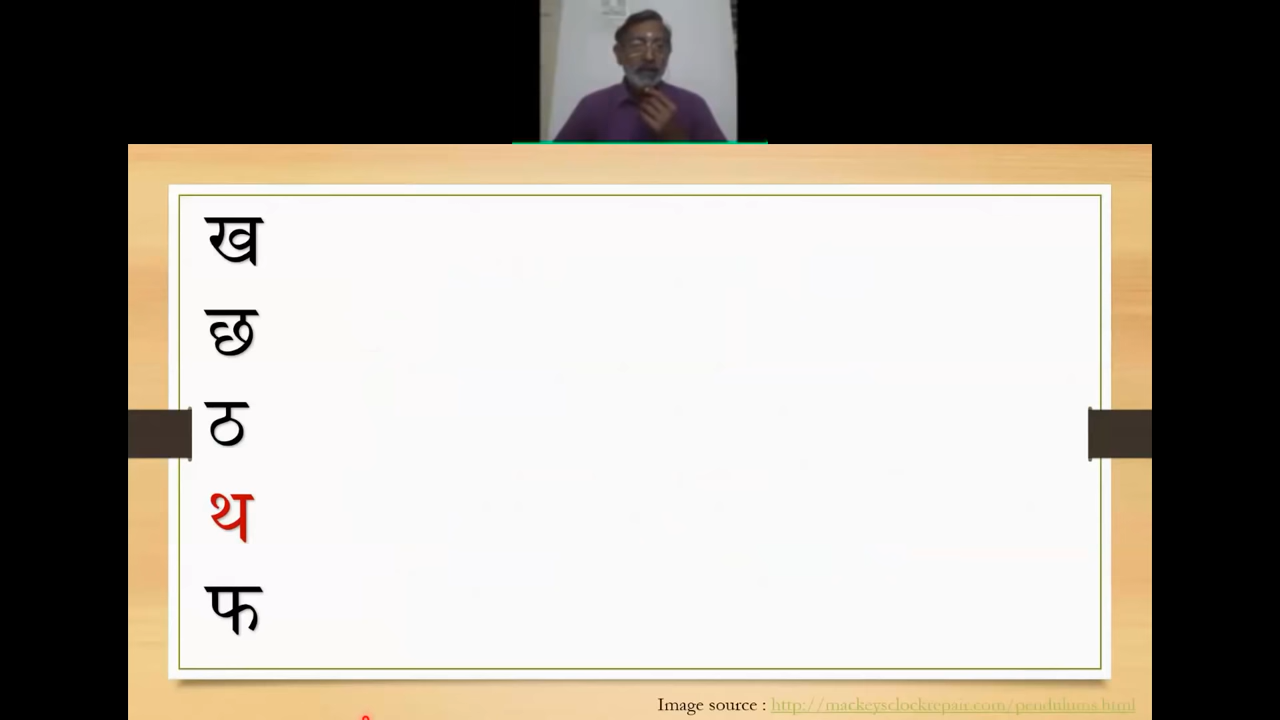 ख
छ
ठ
थ
फ
Image source : http://mackeysclockrepair.com/pendulums.html